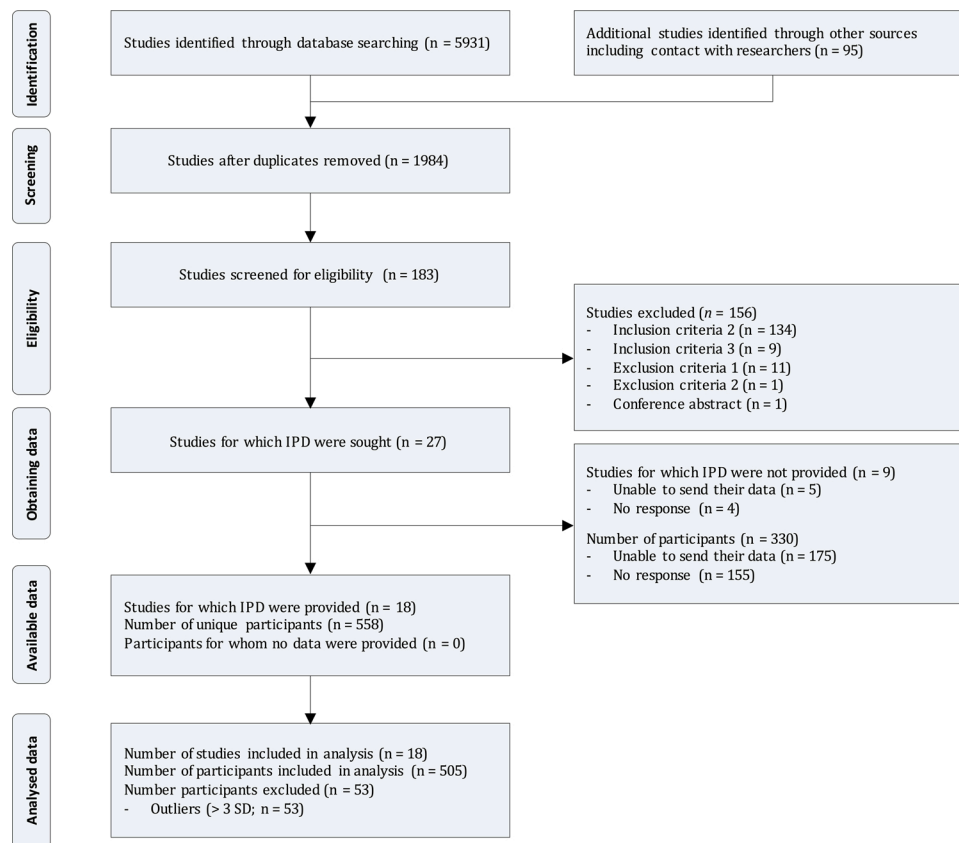 Identification
Studies identified through database searching (n = 5931)
Additional studies identified through other sources
including contact with researchers (n = 95)
Screening
Studies after duplicates removed (n = 1984)
Eligibility
Studies screened for eligibility (n = 183)
Studies excluded (n = 156)
- Inclusion criteria 2 (n = 134)
- Inclusion criteria 3 (n = 9)
- Exclusion criteria 1 (n = 11)
- Exclusion criteria 2 (n = 1)
- Conference abstract (n = 1)
Obtaining data
Studies for which IPD were sought (n = 27)
Studies for which IPD were not provided (n = 9)
- Unable to send their data (n = 5)
- No response (n = 4)
Number of participants (n = 330)
- Unable to send their data (n = 175)
- No response (n = 155)
Available data
Studies for which IPD were provided (n = 18)
Number of unique participants (n = 558)
Participants for whom no data were provided (n = 0)
Analysed data
Number of studies included in analysis (n = 18)
Number of participants included in analysis (n = 505)
Number participants excluded (n = 53)
- Outliers (> 3 SD; n = 53)